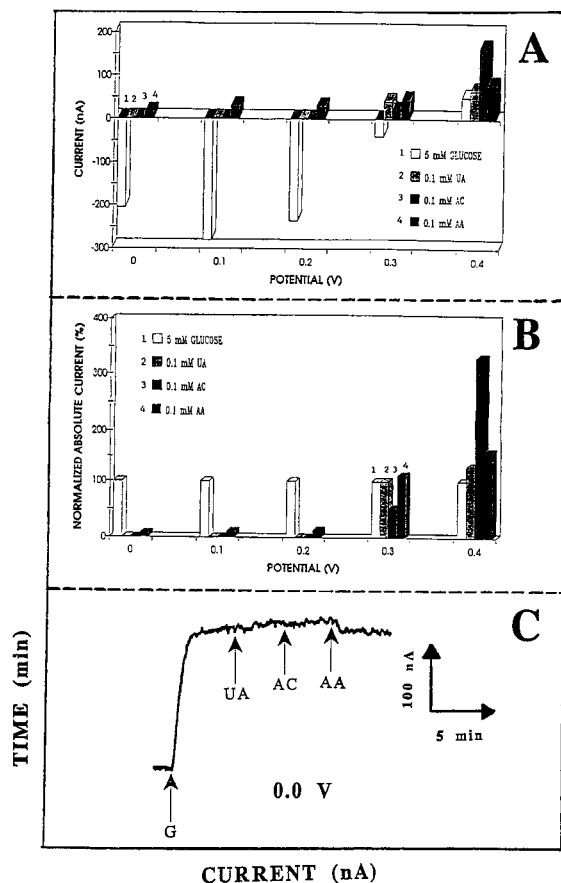 A
200
100
0
-100
-200
-300
CURRENT (nA)
1 2 3 4
1 5 mM GLUCOSE
2 0.1 mM UA
3 0.1 mM AC
4 0.1 mM AA
0 0.1 0.2 0.3 0.4
POTENTIAL (V)
B
400
300
200
100
0
NORMALIZED ABSOLUTE CURRENT (%)
1 5 mM GLUCOSE
2 0.1 mM UA
3 0.1 mM AC
4 0.1 mM AA
1 2 3 4
0 0.1 0.2 0.3 0.4
POTENTIAL (V)
C
TIME (min)
UA AC AA
100 nA
5 min
0.0 V
G
CURRENT (nA)